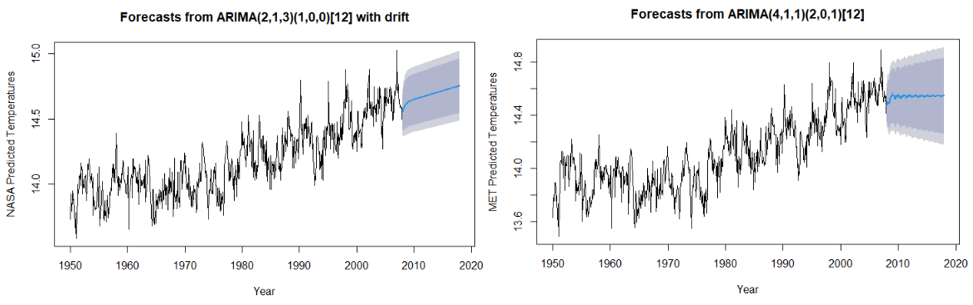 Forecasts from ARIMA(2,1,3)(1,0,0)[12] with drift
NASA Predicted Temperatures
15.0
14.5
14.0
1950 1960 1970 1980 1990 2000 2010 2020
Year
Forecasts from ARIMA(4,1,1)(2,0,1)[12]
MET Predicted Temperatures
14.8
14.4
14.0
13.6
1950 1960 1970 1980 1990 2000 2010 2020
Year